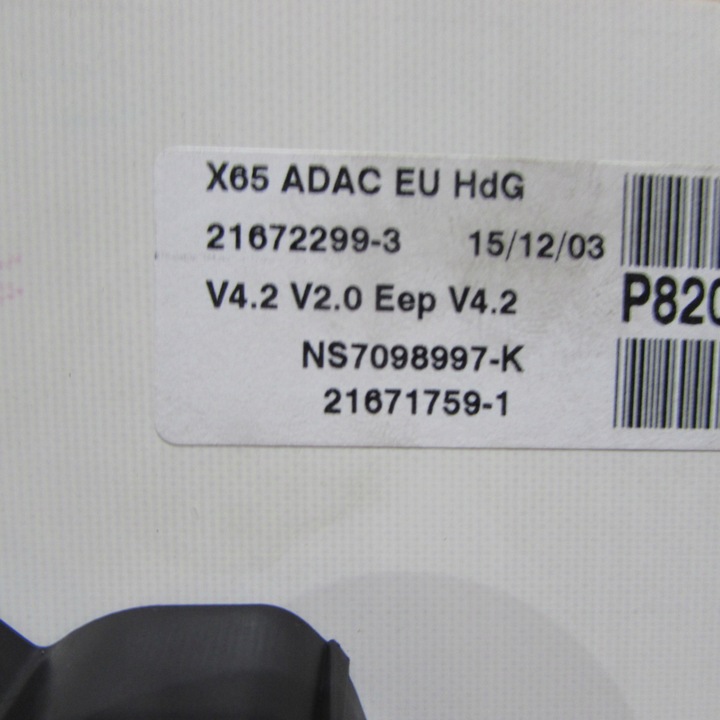 X65 ADAC EU HdG
21672299-3 15/12/03
V4.2 V2.0 Eep V4.2
P820
NS7098997-K
21671759-1